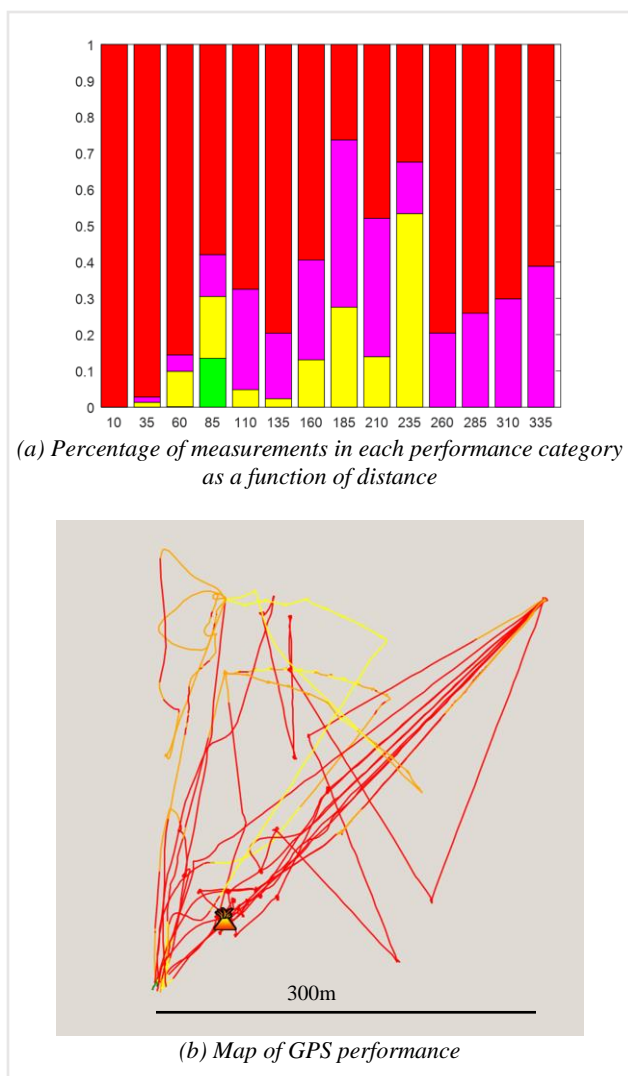 1
0.9
0.8
0.7
0.6
0.5
0.4
0.3
0.2
0.1
0
10 35 60 85 110 135 160 185 210 235 260 285 310 335
(a) Percentage of measurements in each performance category
as a function of distance
300m
(b) Map of GPS performance